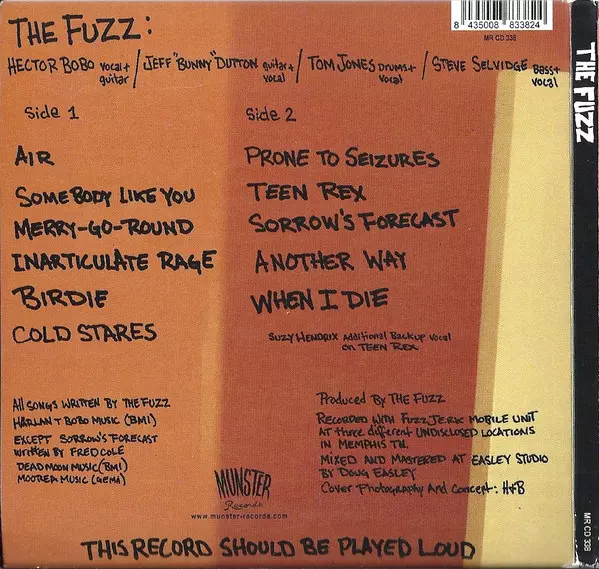 THE FUZZ:
8 435008 833824
MR CD 338
HECTOR BOBO vocal + guitar / JEFF "BUNNY" DUTTON guitar + vocal / TOM JONES DRUMS + vocal / STEVE SELVIDGE BASS + vocal
Side 1
AIR
SOMEBODY LIKE YOU
MERRY-GO-ROUND
INARTICULATE RAGE
BIRDIE
COLD STARES
Side 2
PRONE TO SEIZURES
TEEN REX
SORROW'S FORECAST
ANOTHER WAY
WHEN I DIE
SUZY HENDRIX Additional Backup vocal
on TEEN REX
All SONGS WRITTEN BY THE FUZZ
HARLAN-T BOBO MUSIC (BMI)
EXCEPT SORROW'S FORECAST
WRITTEN BY FRED COLE
DEAD MOON MUSIC (BMI)
MOOREA MUSIC (GEMA)
Produced By THE FUZZ
RECORDED WITH FUZZJERK MOBILE UNIT
AT three different UNDISCLOSED LOCATIONS
IN MEMPHIS TN.
MIXED AND MASTERED AT EASLEY STUDIO
BY DOUG EASLEY
Cover Photography And Concept: H+B
MUNSTER
Records
www.munster-records.com
THIS RECORD SHOULD BE PLAYED LOUD
THE FUZZ
MR CD 338